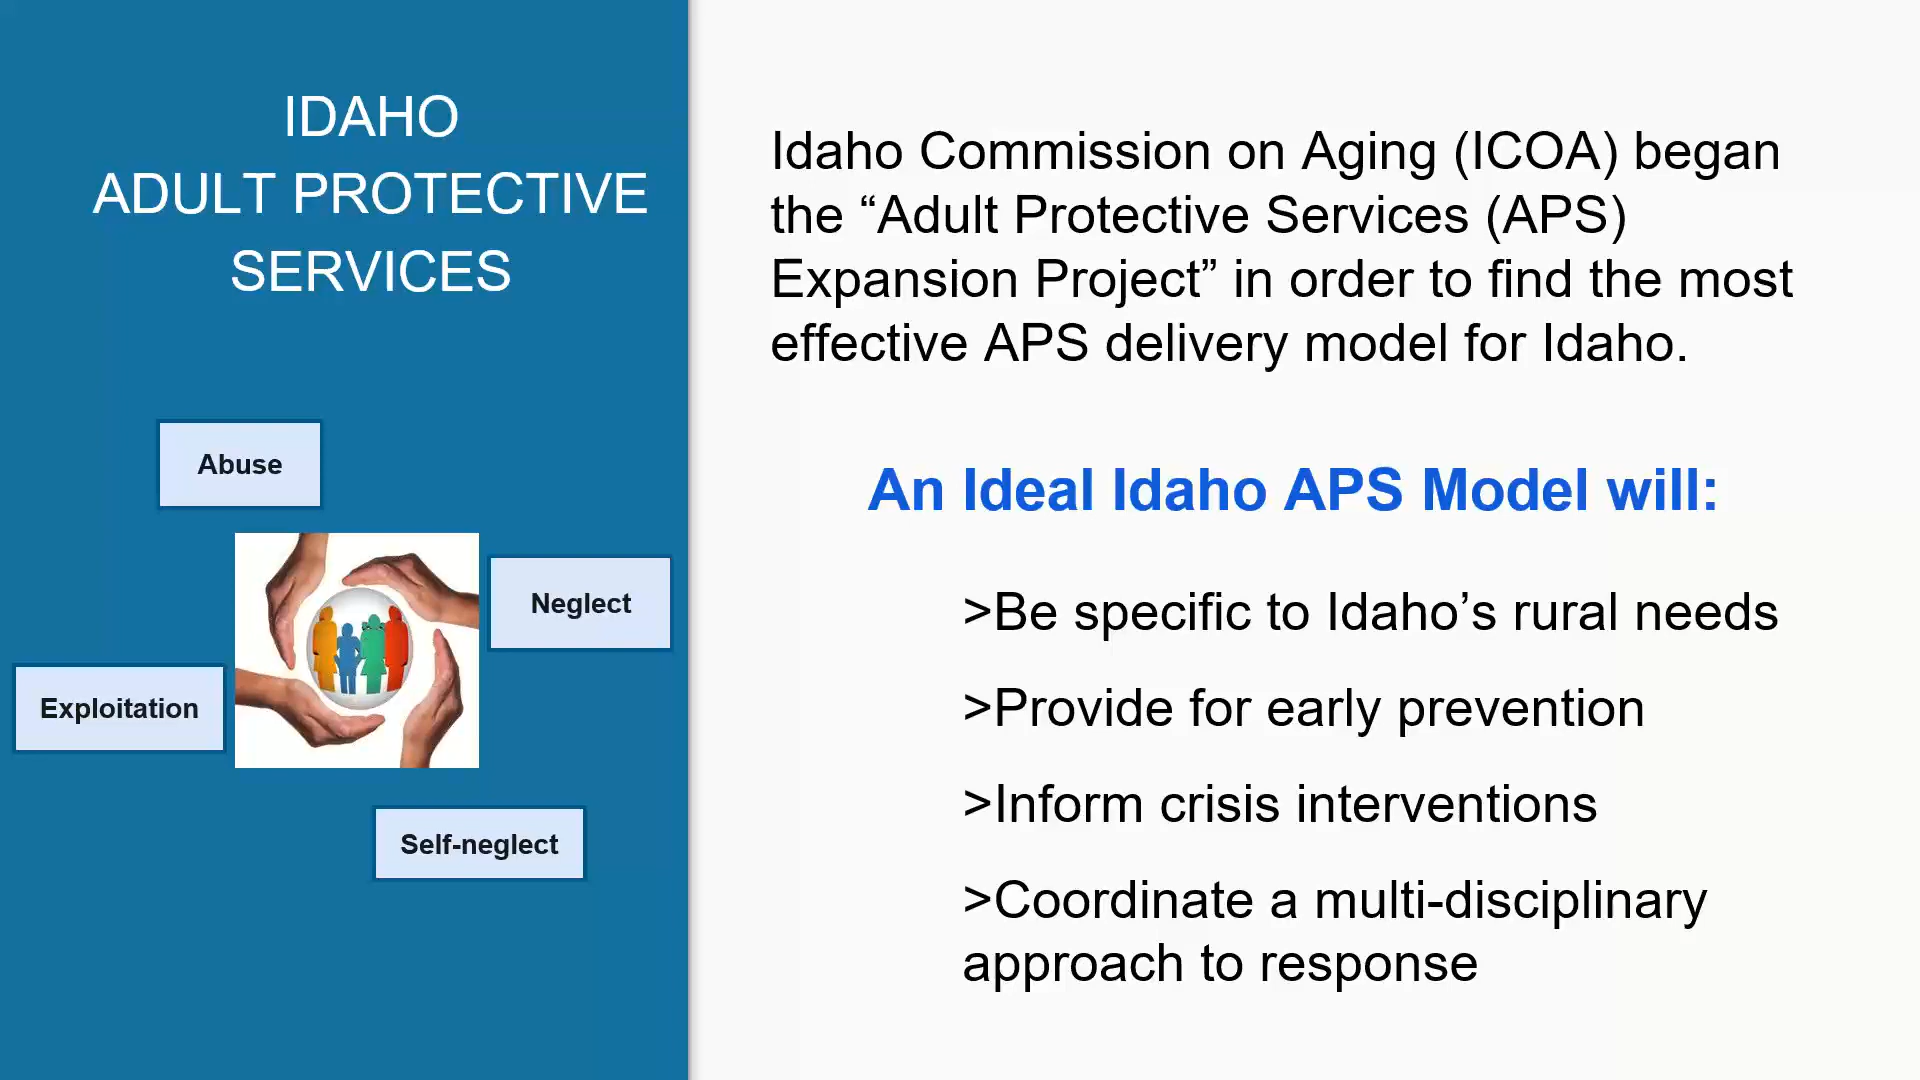 IDAHO
ADULT PROTECTIVE
SERVICES
Abuse
Neglect
Exploitation
Self-neglect
Idaho Commission on Aging (ICOA) began
the “Adult Protective Services (APS)
Expansion Project” in order to find the most
effective APS delivery model for Idaho.
An Ideal Idaho APS Model will:
>Be specific to Idaho’s rural needs
>Provide for early prevention
>Inform crisis interventions
>Coordinate a multi-disciplinary
approach to response